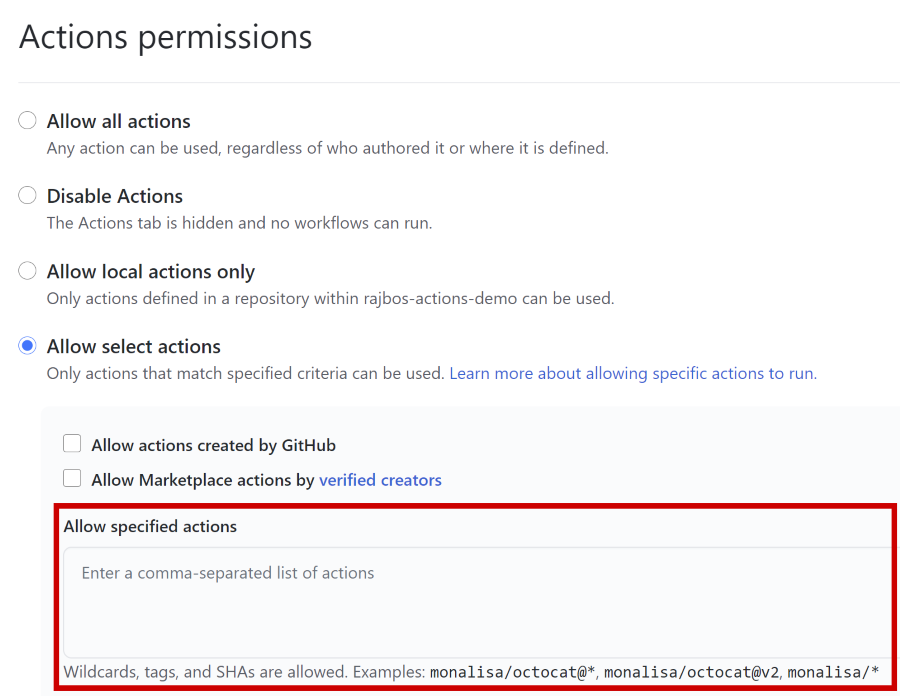 Actions permissions
Allow all actions
Any action can be used, regardless of who authored it or where it is defined.
Disable Actions
The Actions tab is hidden and no workflows can run.
Allow local actions only
Only actions defined in a repository within rajbos-actions-demo can be used.
Allow select actions
Only actions that match specified criteria can be used. Learn more about allowing specific actions to run.
Allow actions created by GitHub
Allow Marketplace actions by verified creators
Allow specified actions
Enter a comma-separated list of actions
Wildcards, tags, and SHAs are allowed. Examples: monalisa/octocat@*, monalisa/octocat@v2, monalisa/*